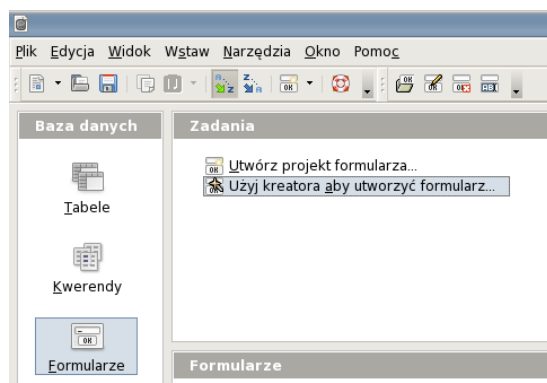 Plik Edycja Widok Wstaw Narzędzia Okno Pomoc
Baza danych
Zadania
Utwórz projekt formularza...
Użyj kreatora aby utworzyć formularz...
Tabele
Kwerendy
Formularze
Formularze